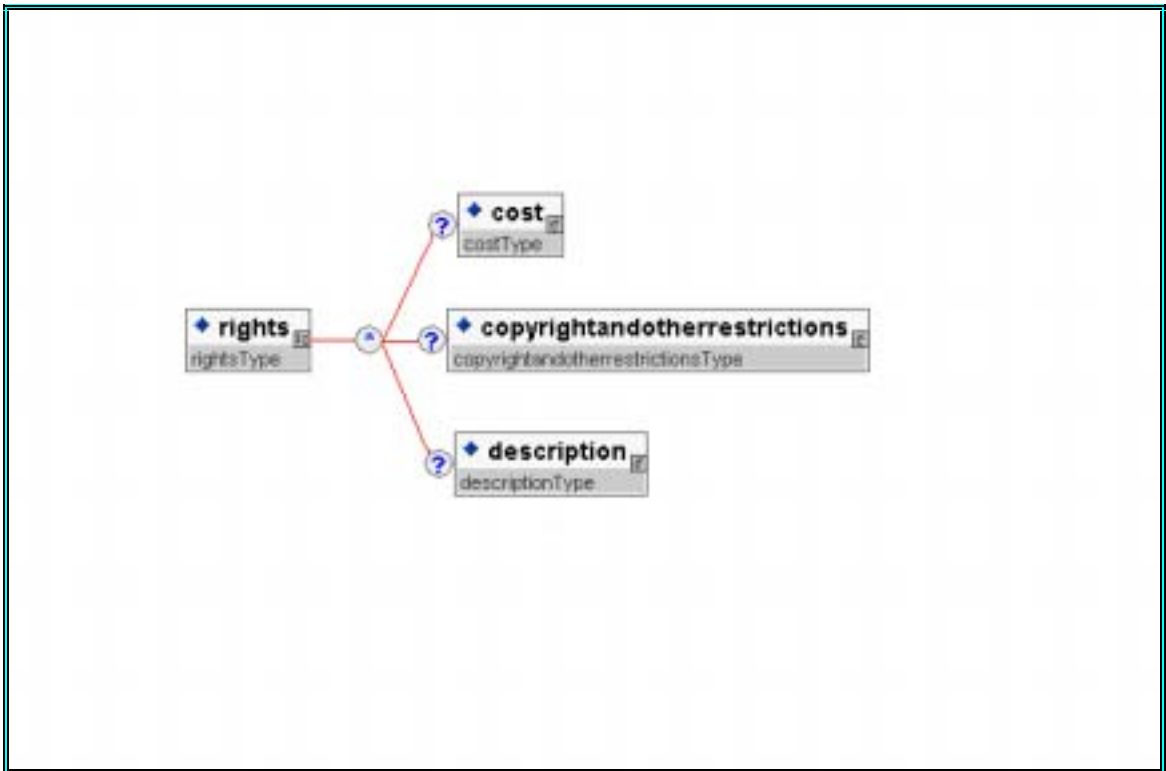 cost
costType
rights
rightsType
copyrightandotherrestrictions
copyrightandotherrestrictionsType
description
descriptionType
?
?
?